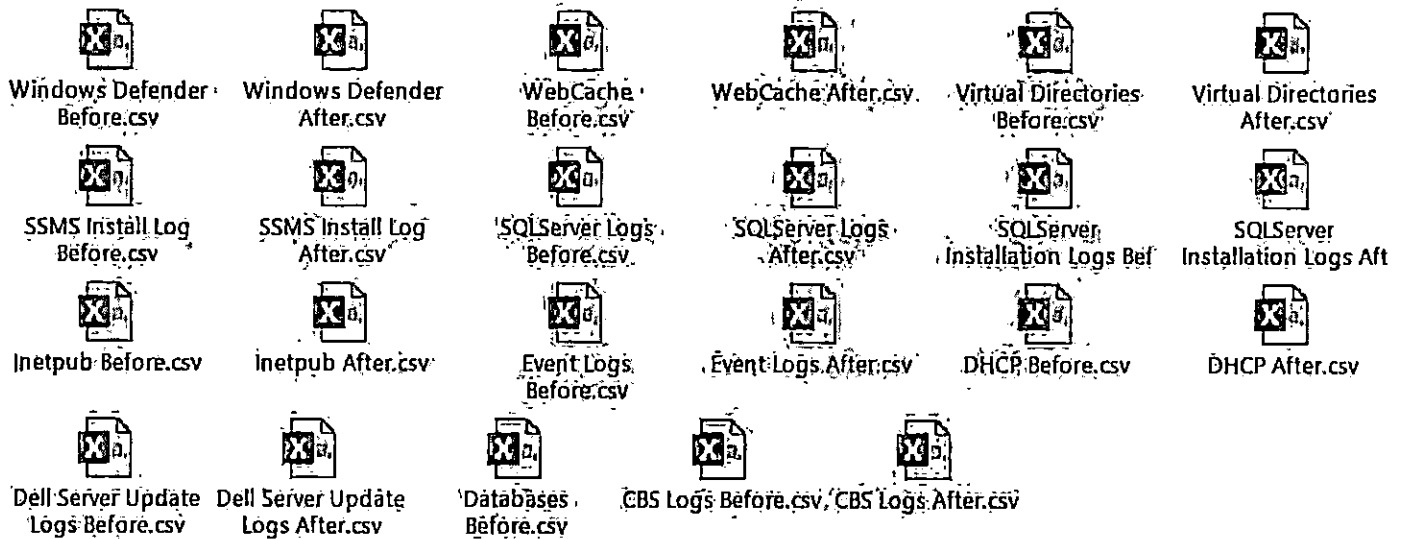 Windows Defender Before.csv
Windows Defender After.csv
WebCache Before.csv
WebCache After.csv
Virtual Directories Before.csv
Virtual Directories After.csv
SSMS Install Log Before.csv
SSMS Install Log After.csv
SQLServer Logs Before.csv
SQLServer Logs After.csv
SQLServer Installation Logs Bef
SQLServer Installation Logs Aft
Inetpub Before.csv
Inetpub After.csv
Event Logs Before.csv
Event Logs After.csv
DHCP Before.csv
DHCP After.csv
Dell Server Update Logs Before.csv
Dell Server Update Logs After.csv
Databases Before.csv
CBS Logs Before.csv
CBS Logs After.csv